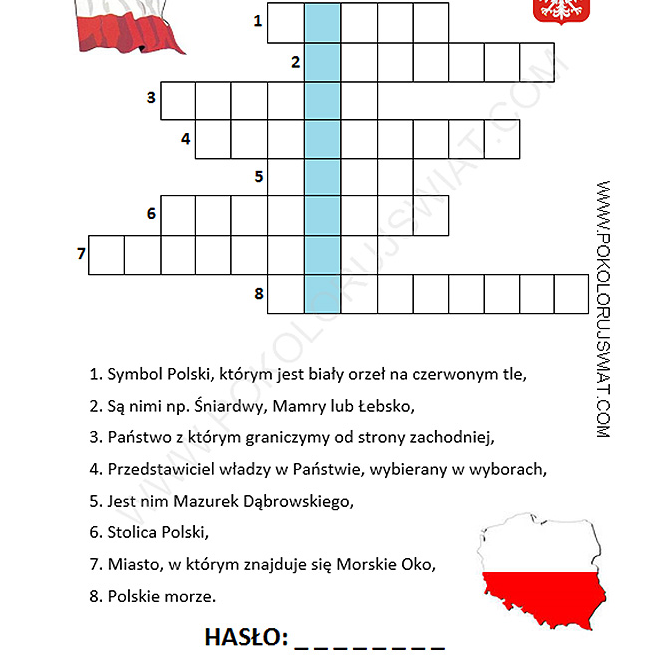 1
2
3
4
5
6
7
8
WWW.POKOLORUJSWIAT.COM
WWW.POKOLORUJSWIAT.COM
1. Symbol Polski, którym jest biały orzeł na czerwonym tle,
2. Są nimi np. Śniardwy, Mamry lub Łebsko,
3. Państwo z którym graniczymy od strony zachodniej,
4. Przedstawiciel władzy w Państwie, wybierany w wyborach,
5. Jest nim Mazurek Dąbrowskiego,
6. Stolica Polski,
7. Miasto, w którym znajduje się Morskie Oko,
8. Polskie morze.
HASŁO: _ _ _ _ _ _ _ _